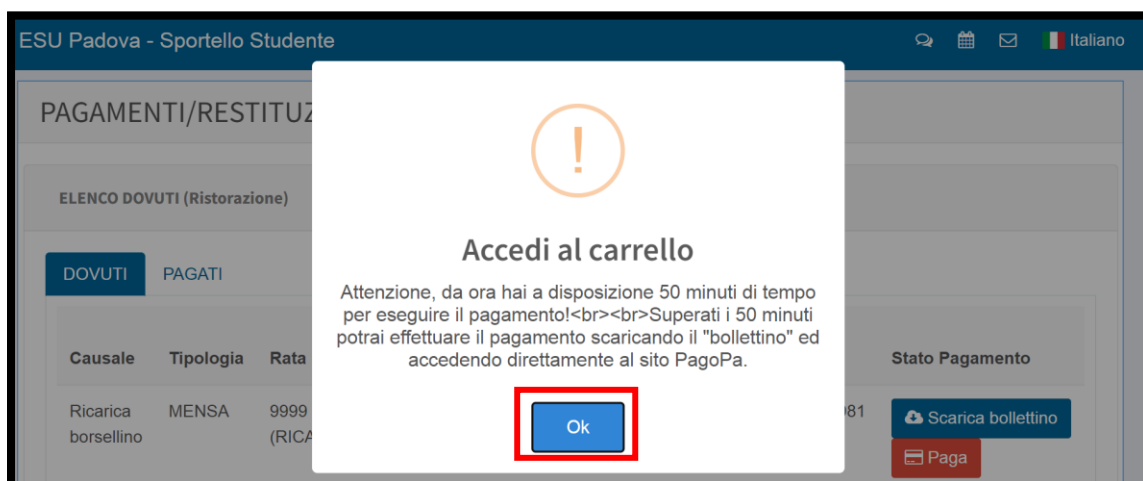 ESU Padova - Sportello Studente
Italiano
PAGAMENTI/RESTITUZ
ELENCO DOVUTI (Ristorazione)
DOVUTI PAGATI
!
Accedi al carrello
Attenzione, da ora hai a disposizione 50 minuti di tempo
per eseguire il pagamento!<br><br>Superati i 50 minuti
potrai effettuare il pagamento scaricando il "bollettino" ed
accedendo direttamente al sito PagoPa.
Ok
Causale Tipologia Rata Stato Pagamento
Ricarica MENSA 9999 981 Scarica bollettino
borsellino (RICA Paga